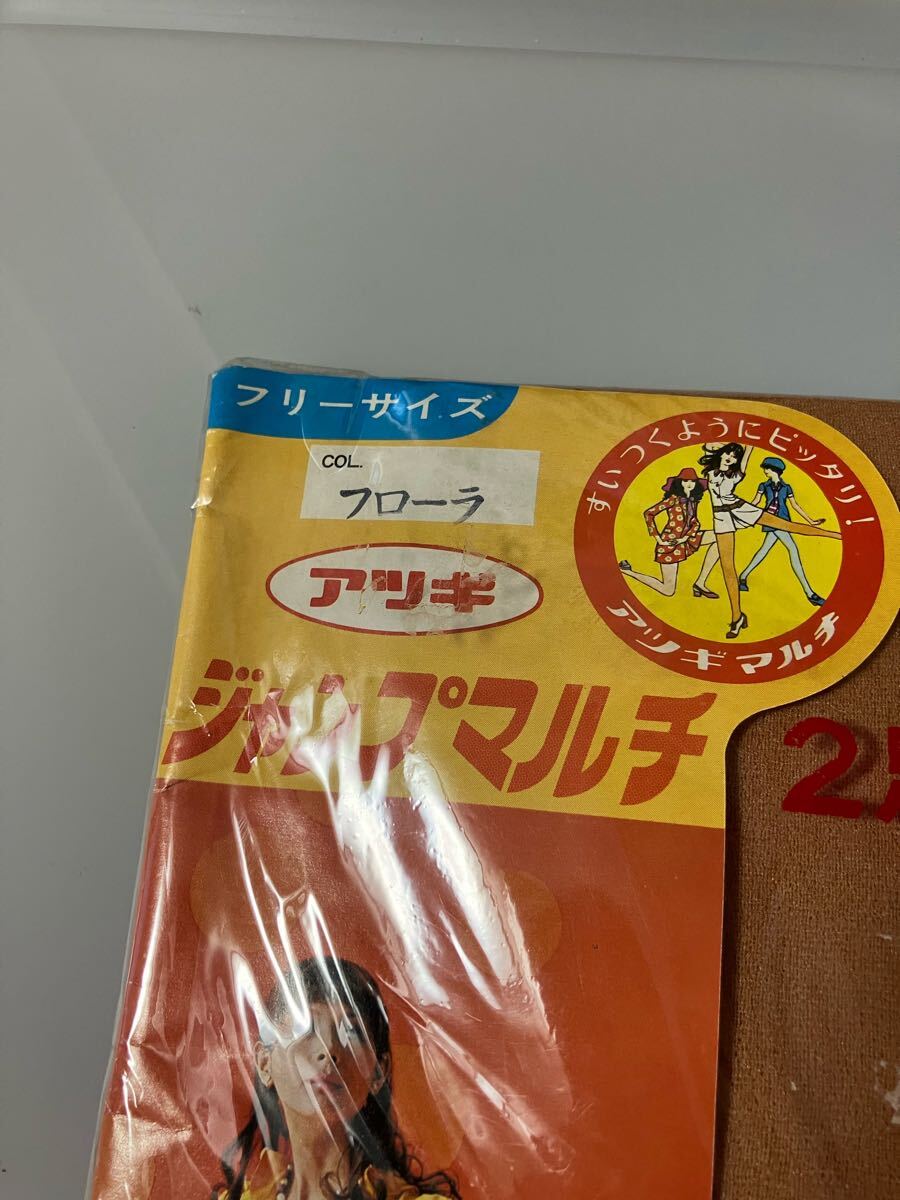 フリーサイズ
COL.
フローラ
アツギ
すいつくようにピッタリ!
アツギマルチ
ジャンプマルチ
2